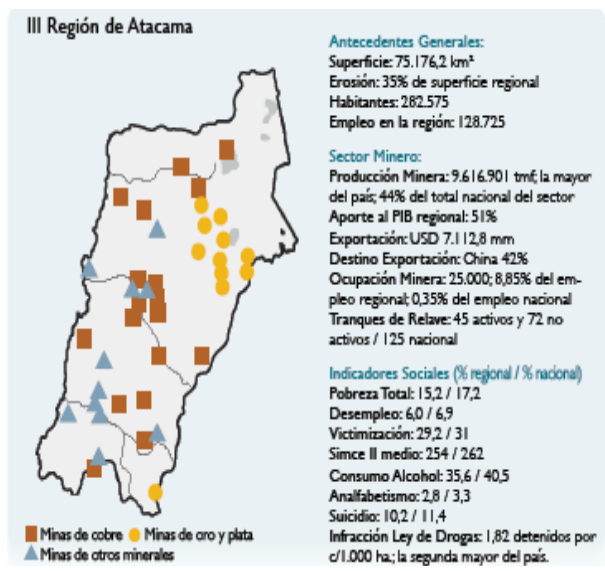 III Región de Atacama
Antecedentes Generales:
Superficie: 75.176,2 km²
Erosión: 35% de superficie regional
Habitantes: 282.575
Empleo en la región: 128.725
Sector Minero:
Producción Minera: 9.616.901 tmf; la mayor
del país; 44% del total nacional del sector
Aporte al PIB regional: 51%
Exportación: USD 7.112,8 mm
Destino Exportación: China 42%
Ocupación Minera: 25.000; 8,85% del em-
pleo regional; 0,35% del empleo nacional
Tranques de Relave: 45 activos y 72 no
activos / 125 nacional
Indicadores Sociales (% regional / % nacional)
Pobreza Total: 15,2 / 17,2
Desempleo: 6,0 / 6,9
Victimización: 29,2 / 31
Simce II medio: 254 / 262
Consumo Alcohol: 35,6 / 40,5
Analfabetismo: 2,8 / 3,3
Suicidio: 10,2 / 11,4
Infracción Ley de Drogas: 1,82 detenidos por
c/1.000 ha.; la segunda mayor del país.
Minas de cobre
Minas de oro y plata
Minas de otros minerales